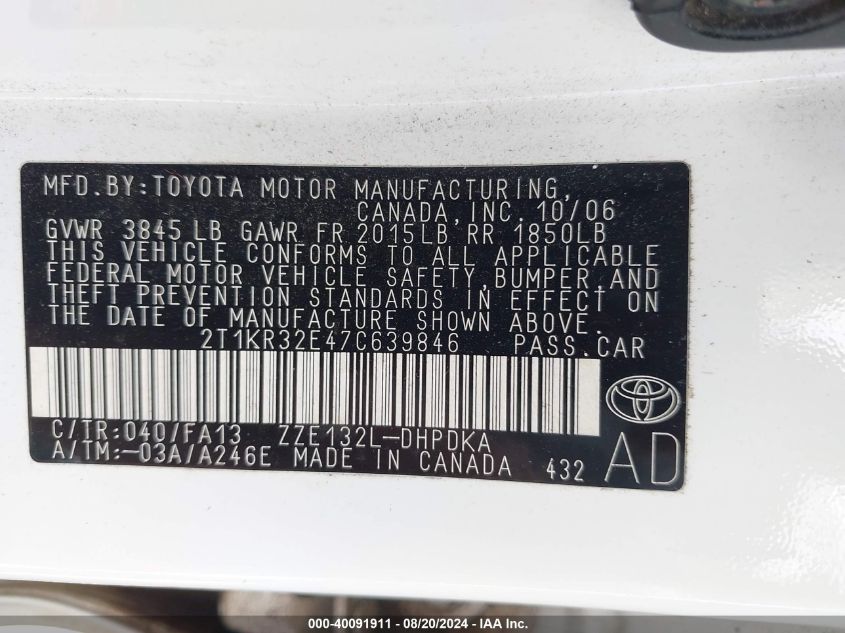 MFD.BY:TOYOTA MOTOR MANUFACTURING,
CANADA,INC. 10/06
GVWR 3845LB GAWR FR 2015LB RR 1850LB
THIS VEHICLE CONFORMS TO ALL APPLICABLE
FEDERAL MOTOR VEHICLE SAFETY,BUMPER,AND
THEFT PREVENTION STANDARDS IN EFFECT ON
THE DATE OF MANUFACTURE SHOWN ABOVE.
2T1KR32E47C639846 PASS.CAR
C/TR:040/FA13 ZZE132L-DHPDKA
A/TM:-03A/A246E MADE IN CANADA 432 AD
000-40091911 - 08/20/2024 - IAA Inc.